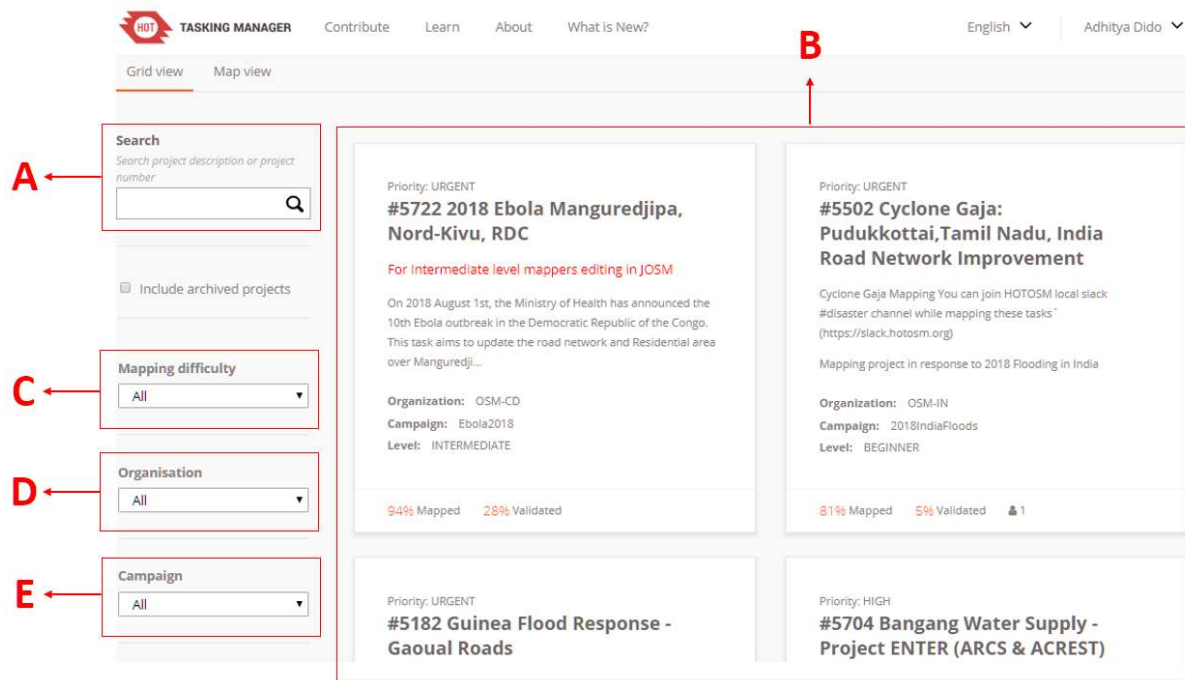 HOT TASKING MANAGER Contribute Learn About What is New? English Adhitya Dido
B
Grid view Map view
A
Search
Search project description or project
number
Include archived projects
C
Mapping difficulty
All
D
Organisation
All
E
Campaign
All
Priority: URGENT
#5722 2018 Ebola Manguredjipa,
Nord-Kivu, RDC
For Intermediate level mappers editing in JOSM
On 2018 August 1st, the Ministry of Health has announced the
10th Ebola outbreak in the Democratic Republic of the Congo.
This task aims to update the road network and Residential area
over Manguredji...
Organization: OSM-CD
Campaign: Ebola2018
Level: INTERMEDIATE
94% Mapped 28% Validated
Priority: URGENT
#5502 Cyclone Gaja:
Pudukkottai,Tamil Nadu, India
Road Network Improvement
Cyclone Gaja Mapping You can join HOTOSM local slack
#disaster channel while mapping these tasks`
(https://slack.hotosm.org)
Mapping project in response to 2018 Flooding in India
Organization: OSM-IN
Campaign: 2018IndiaFloods
Level: BEGINNER
81% Mapped 5% Validated 1
Priority: URGENT
#5182 Guinea Flood Response -
Gaoual Roads
Priority: HIGH
#5704 Bangang Water Supply -
Project ENTER (ARCS & ACREST)